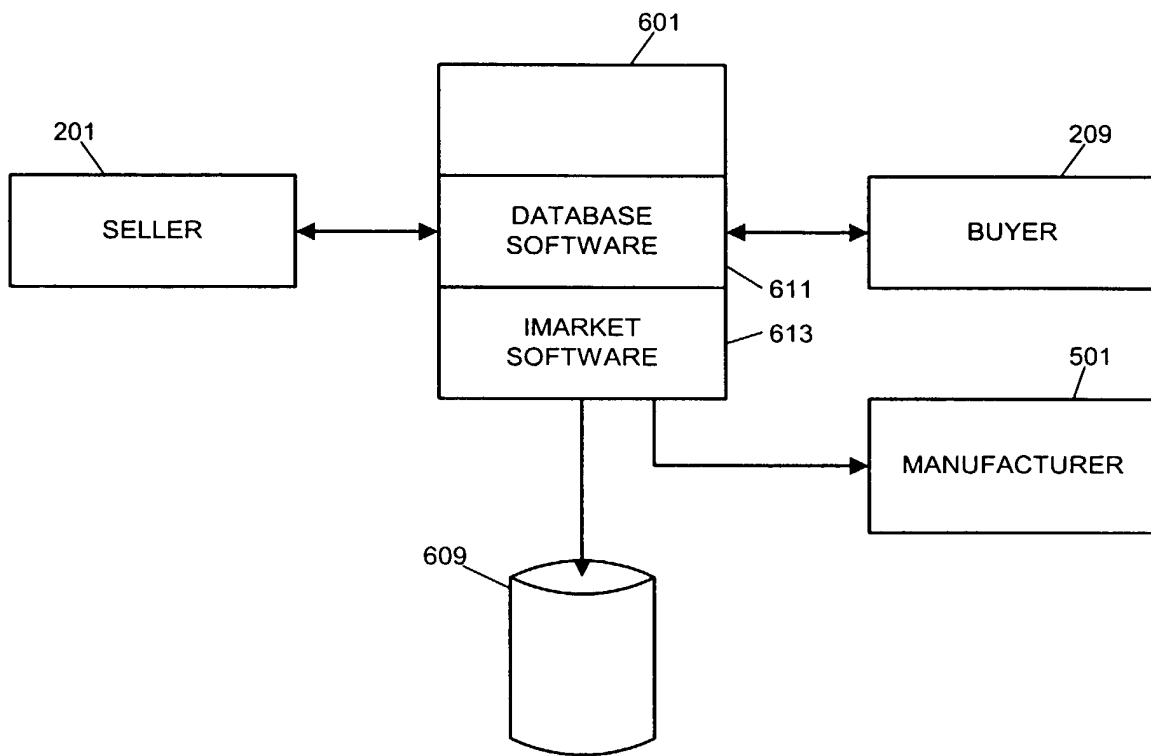 601
201
209
SELLER
DATABASE
SOFTWARE
BUYER
611
IMARKET
SOFTWARE
613
501
MANUFACTURER
609